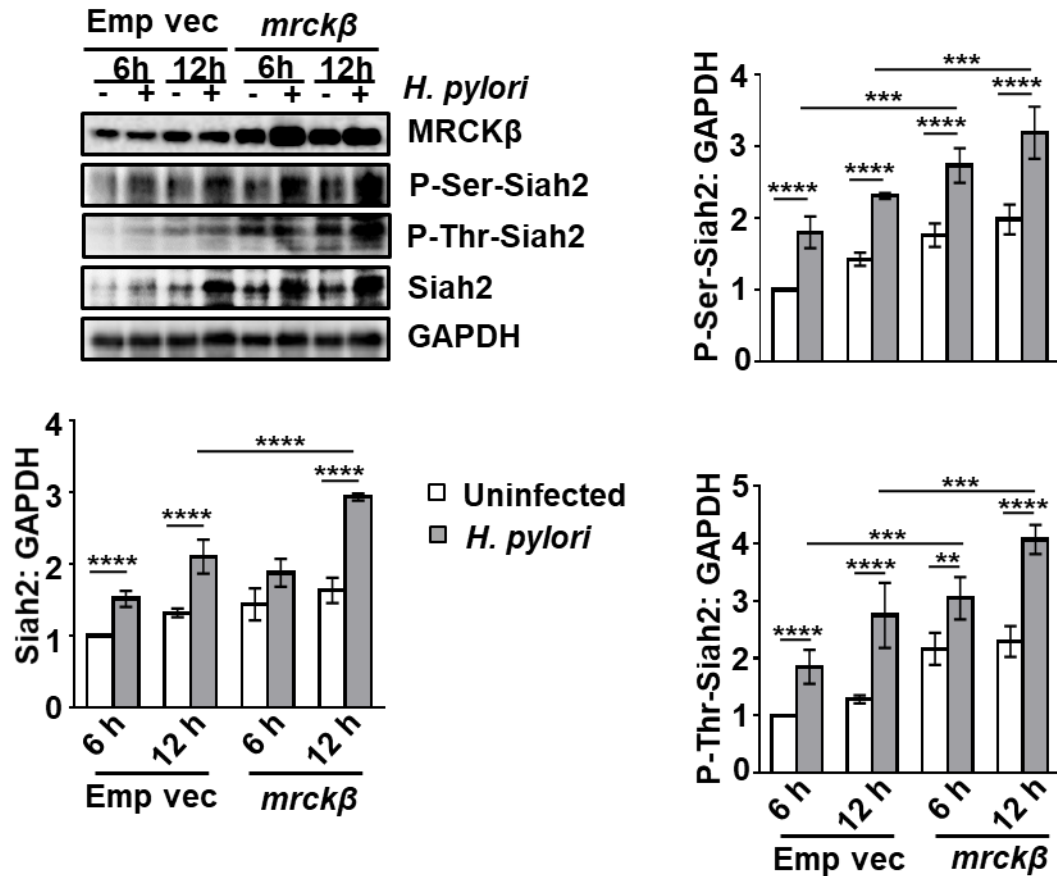 Emp vec mrckβ
6h 12h 6h 12h
- + - + - + - + H. pylori
MRCKβ
P-Ser-Siah2
P-Thr-Siah2
Siah2
GAPDH
P-Ser-Siah2: GAPDH
4
3
2
1
0
****
****
****
****
***
***
Siah2: GAPDH
4
3
2
1
0
****
****
****
****
6 h 12 h 6 h 12 h
Emp vec mrckβ
Uninfected
H. pylori
P-Thr-Siah2: GAPDH
5
4
3
2
1
0
****
****
**
****
***
***
6 h 12 h 6 h 12 h
Emp vec mrckβ